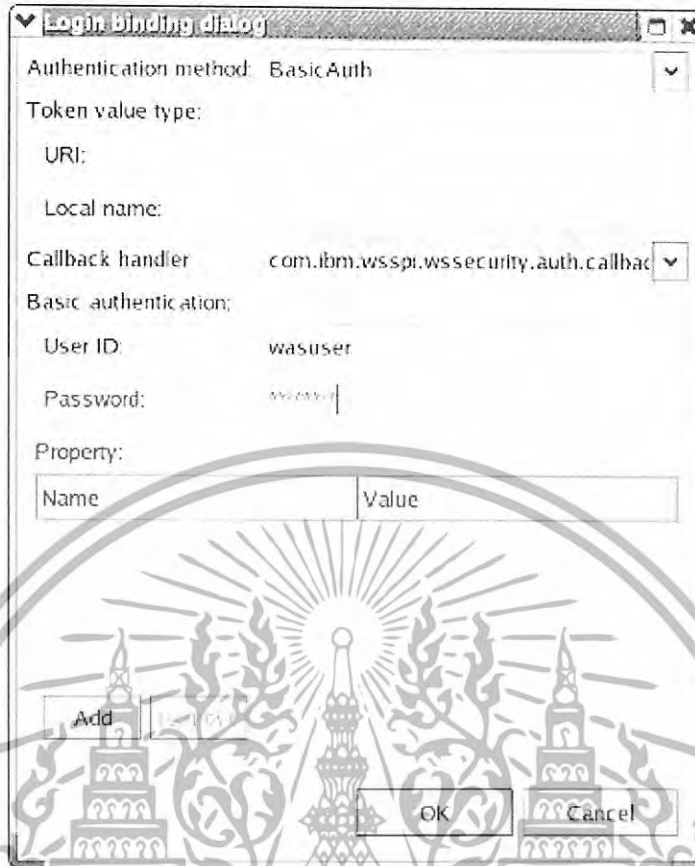 Login binding dialog
Authentication method: BasicAuth
Token value type:
URI:
Local name:
Callback handler com.ibm.wsspi.wssecurity.auth.callbac
Basic authentication:
User ID: wasuser
Password:
Property:
Name Value
Add
OK Cancel